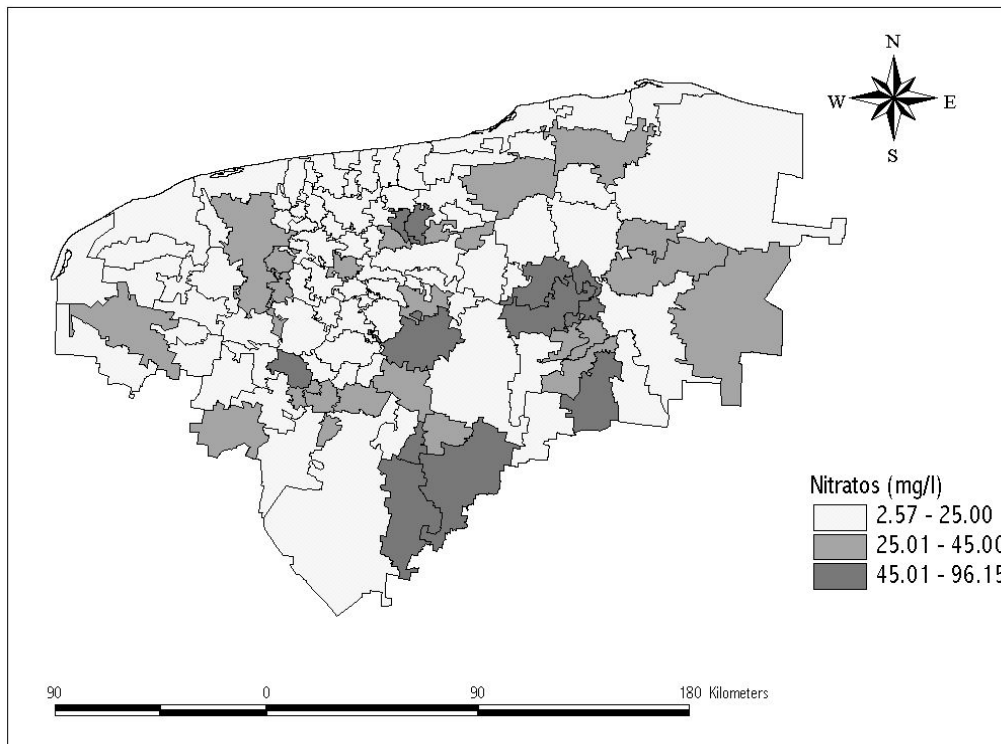 N
W E
S
Nitratos (mg/l)
2.57 - 25.00
25.01 - 45.00
45.01 - 96.15
90 0 90 180 Kilometers